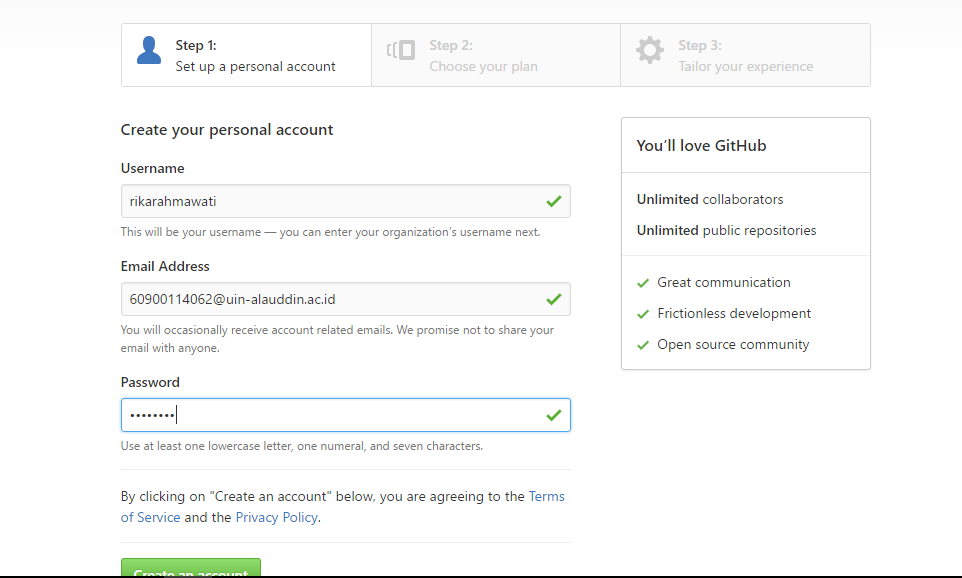 Step 1:
Set up a personal account
Step 2:
Choose your plan
Step 3:
Tailor your experience
Create your personal account
Username
rikarahmawati
This will be your username — you can enter your organization's username next.
Email Address
60900114062@uin-alauddin.ac.id
You will occasionally receive account related emails. We promise not to share your
email with anyone.
Password
••••••••
Use at least one lowercase letter, one numeral, and seven characters.
By clicking on "Create an account" below, you are agreeing to the Terms
of Service and the Privacy Policy.
Create an account
You'll love GitHub
Unlimited collaborators
Unlimited public repositories
Great communication
Frictionless development
Open source community